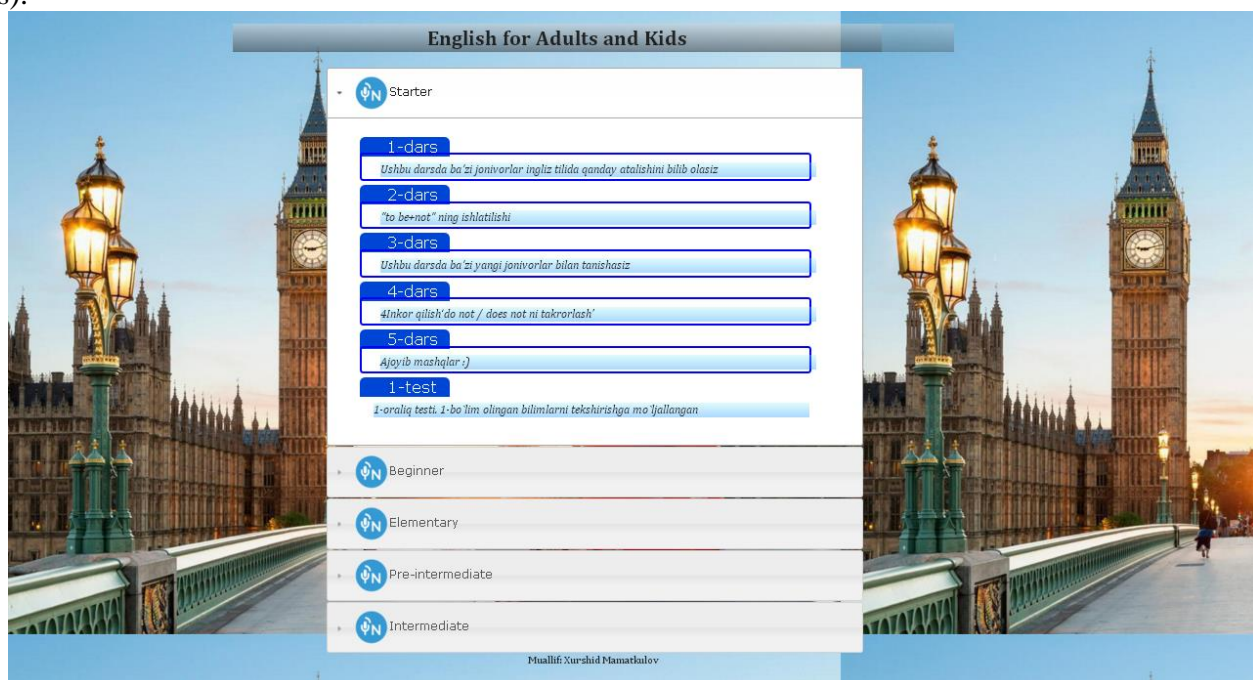 s).
English for Adults and Kids
Starter
1-dars
Ushbu darsda ba'zi jonivorlar ingliz tilida qanday atalishini bilib olasiz
2-dars
"to be+not" ning ishlatilishi
3-dars
Ushbu darsda ba'zi yangi jonivorlar bilan tanishasiz
4-dars
4Inkor qilish'do not / does not ni takrorlash'
5-dars
Ajoyib mashqlar ;)
1-test
1-oraliq testi. 1-bo'lim olingan bilimlarni tekshirishga mo'ljallangan
Beginner
Elementary
Pre-intermediate
Intermediate
Muallif: Xurshid Mamatkulov